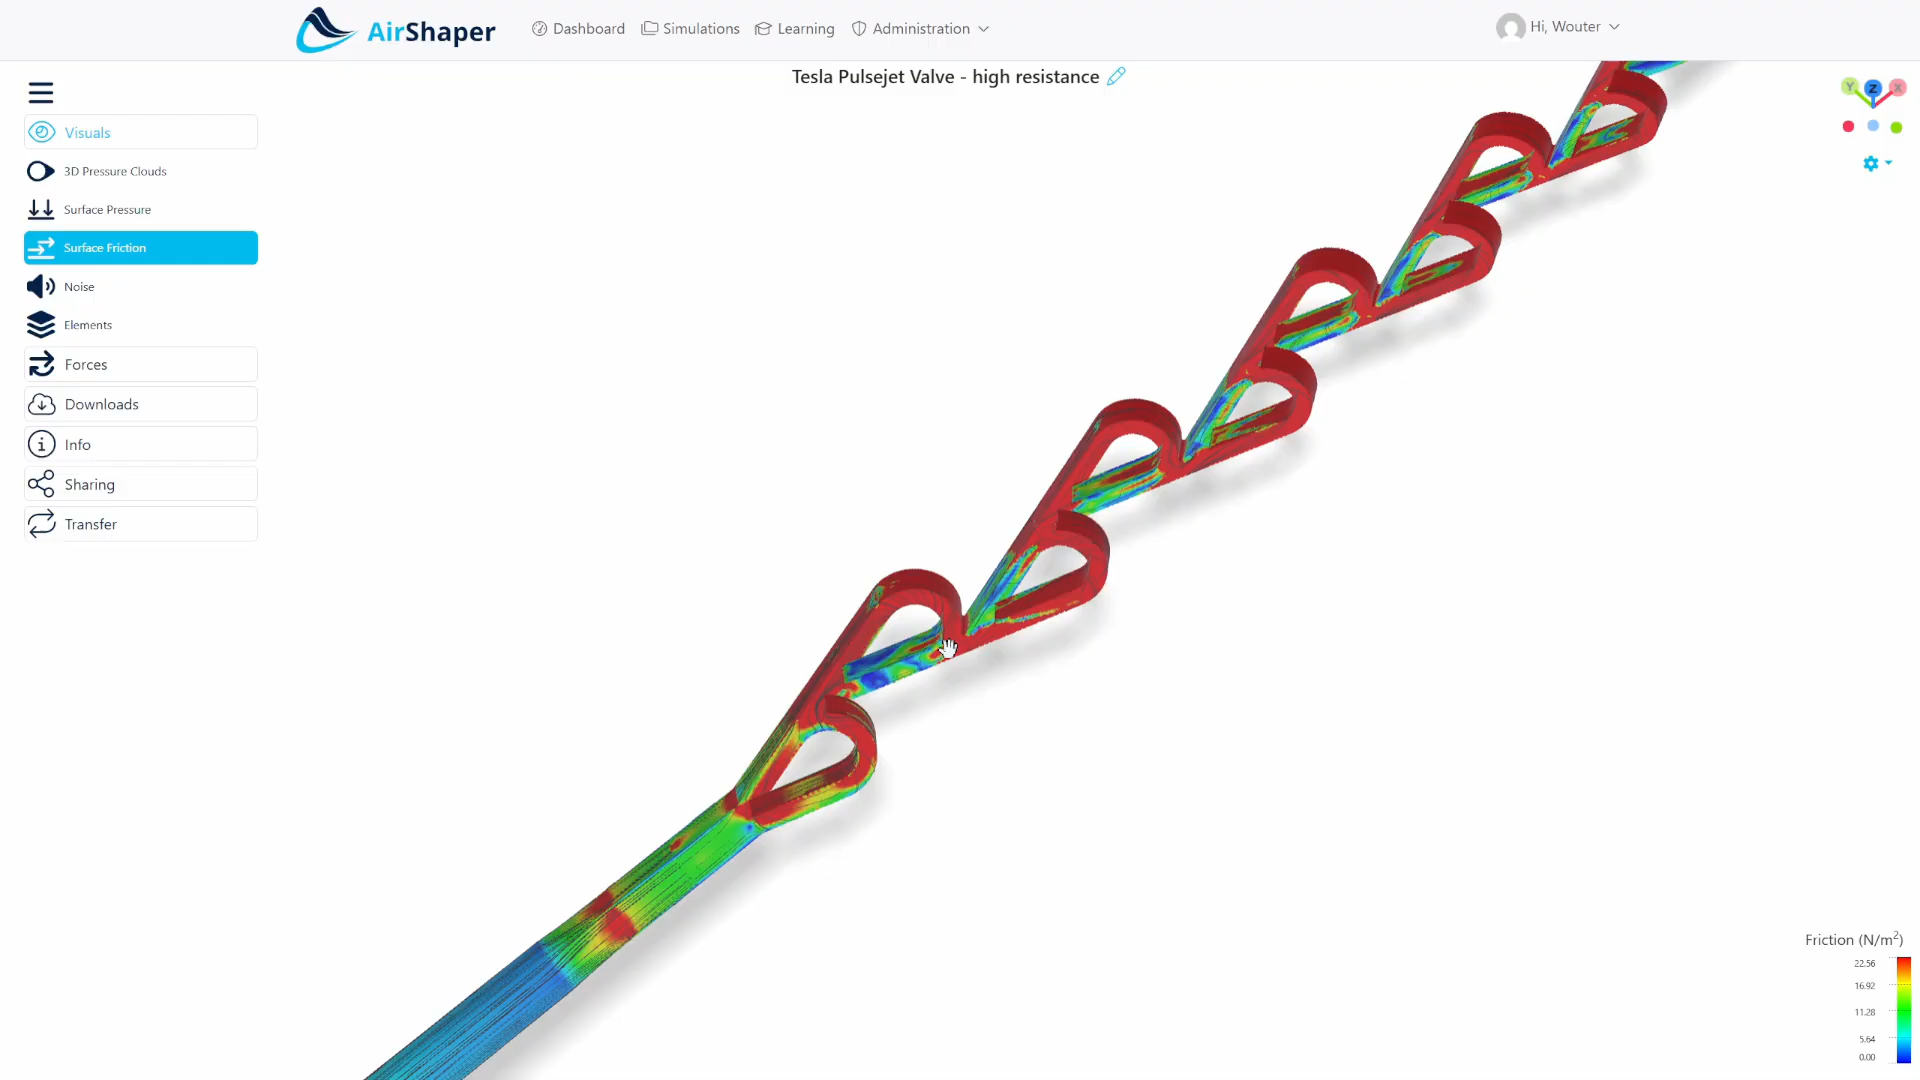 AirShaper
Dashboard
Simulations
Learning
Administration
Hi, Wouter
Tesla Pulsejet Valve - high resistance
Y Z X
Visuals
3D Pressure Clouds
Surface Pressure
Surface Friction
Noise
Elements
Forces
Downloads
Info
Sharing
Transfer
Friction (N/m²)
22.56
16.92
11.28
5.64
0.00